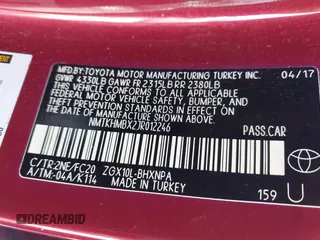 MFD.BY:TOYOTA MOTOR MANUFACTURING TURKEY INC. 04/17
GVWR 4330LB GAWR FR 2315LB RR 2380LB
THIS VEHICLE CONFORMS TO ALL APPLICABLE
FEDERAL MOTOR VEHICLE SAFETY AND THEFT
PREVENTION STANDARDS IN EFFECT ON THE DATE
OF MANUFACTURE SHOWN ABOVE.
NMTKHMBX2JR012246 PASS.CAR
C/TR:2NE/FC20 ZGX10L-BHXNPA
A/TM:-04A/K114 MADE IN TURKEY
159 U
DREAMBID